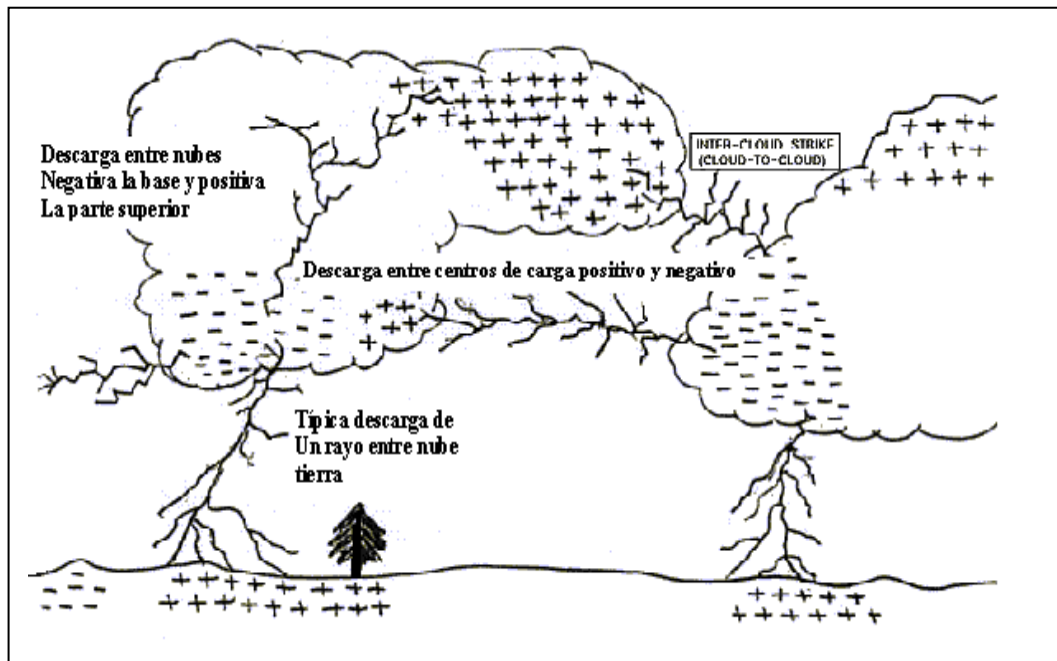 Descarga entre nubes
Negativa la base y positiva
La parte superior
INTER-CLOUD STRIKE
(CLOUD-TO-CLOUD)
Descarga entre centros de carga positivo y negativo
Típica descarga de
Un rayo entre nube
tierra